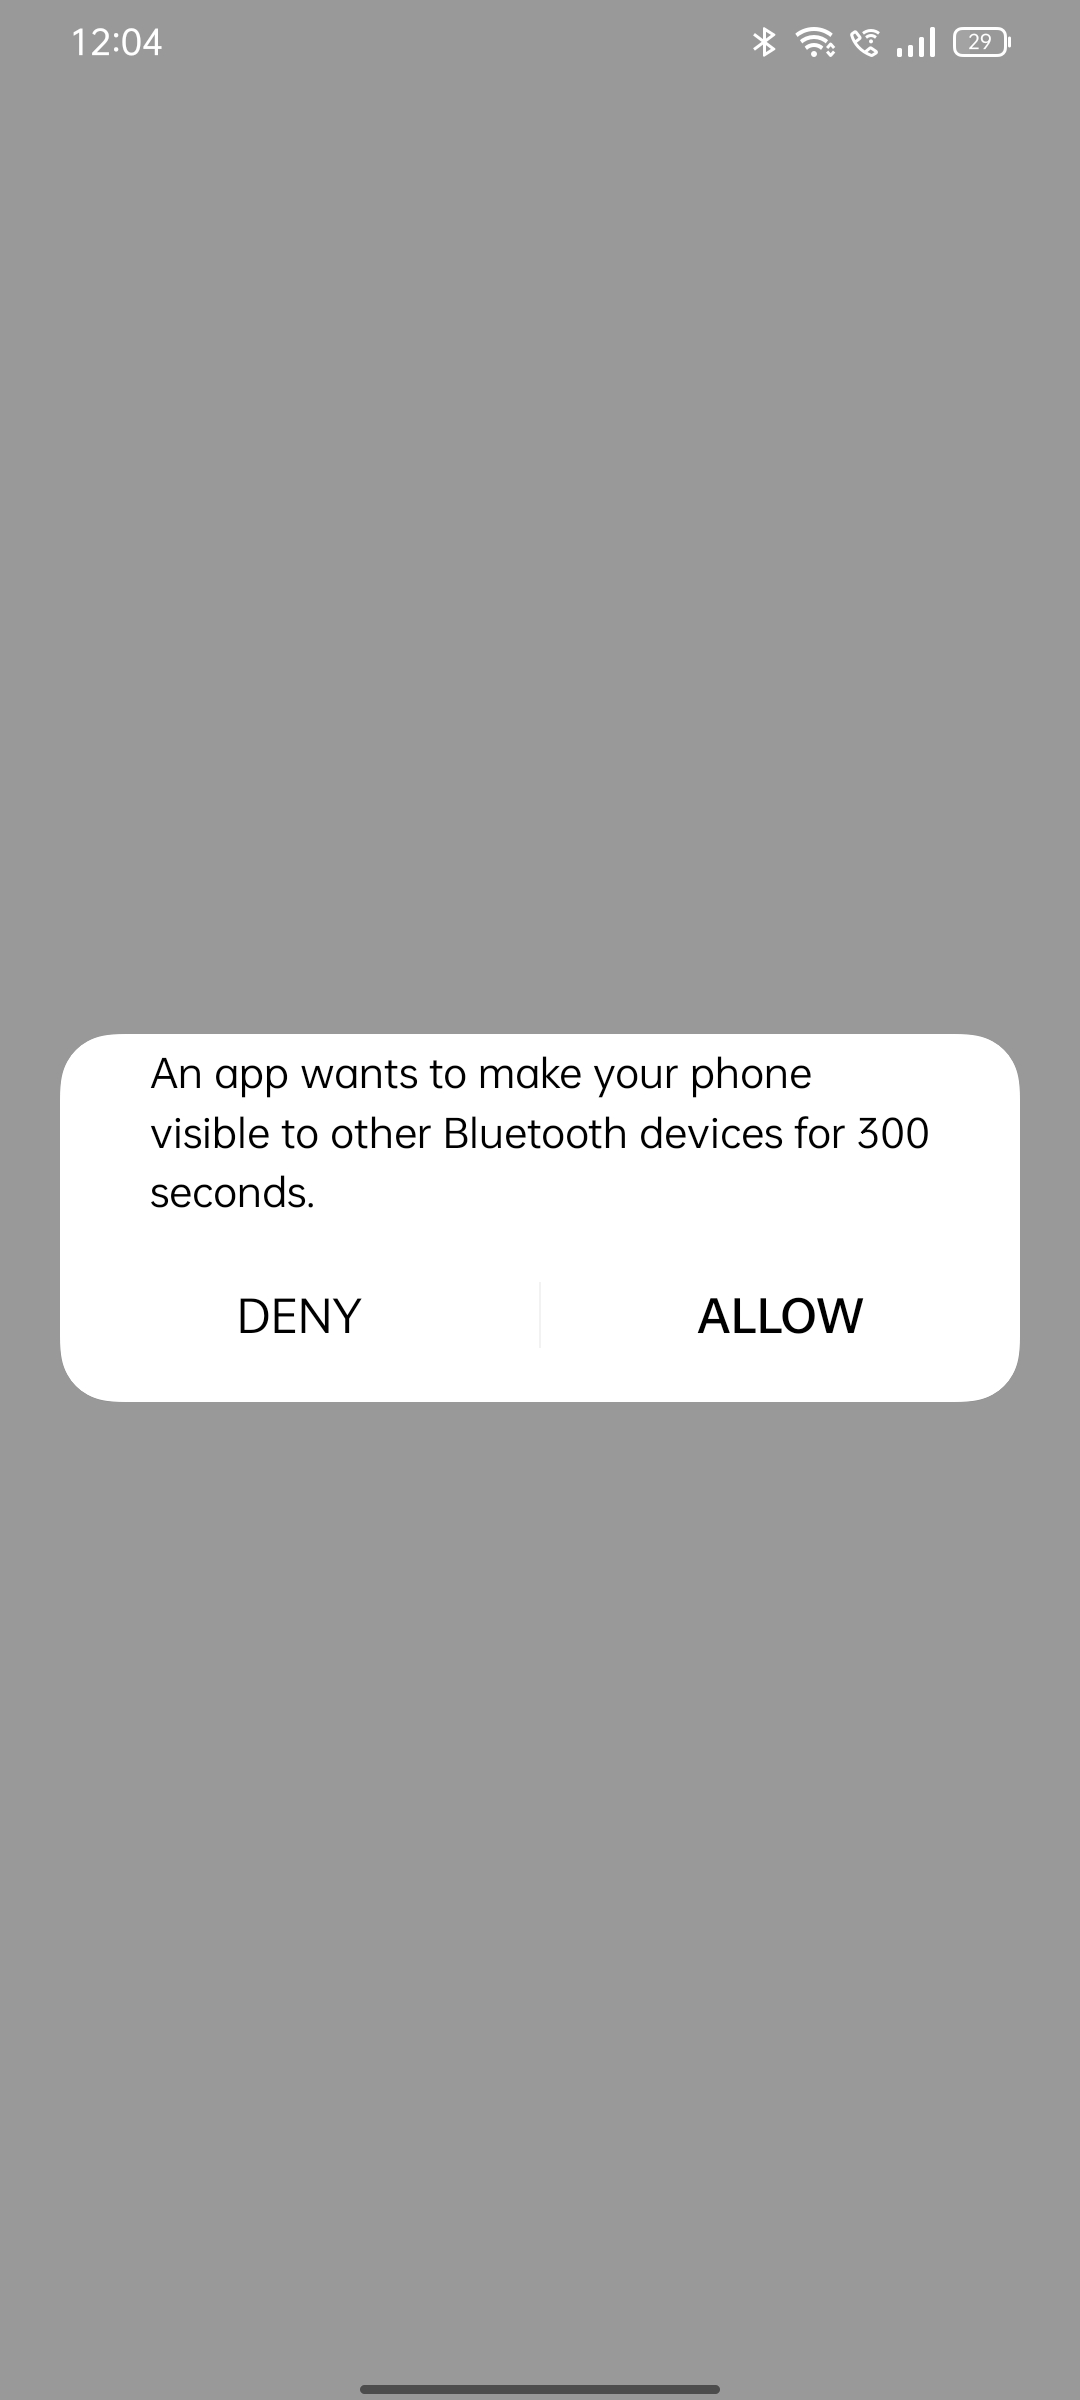 12:04
29
An app wants to make your phone
visible to other Bluetooth devices for 300
seconds.
DENY
ALLOW